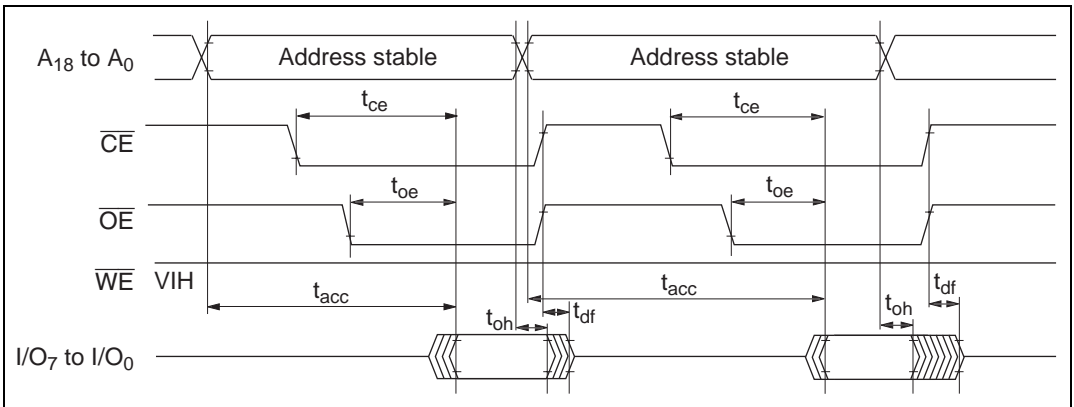 A18 to A0 Address stable Address stable
tce tce
CE
toe toe
OE
WE VIH
tacc tacc
toh tdf toh tdf
I/O7 to I/O0